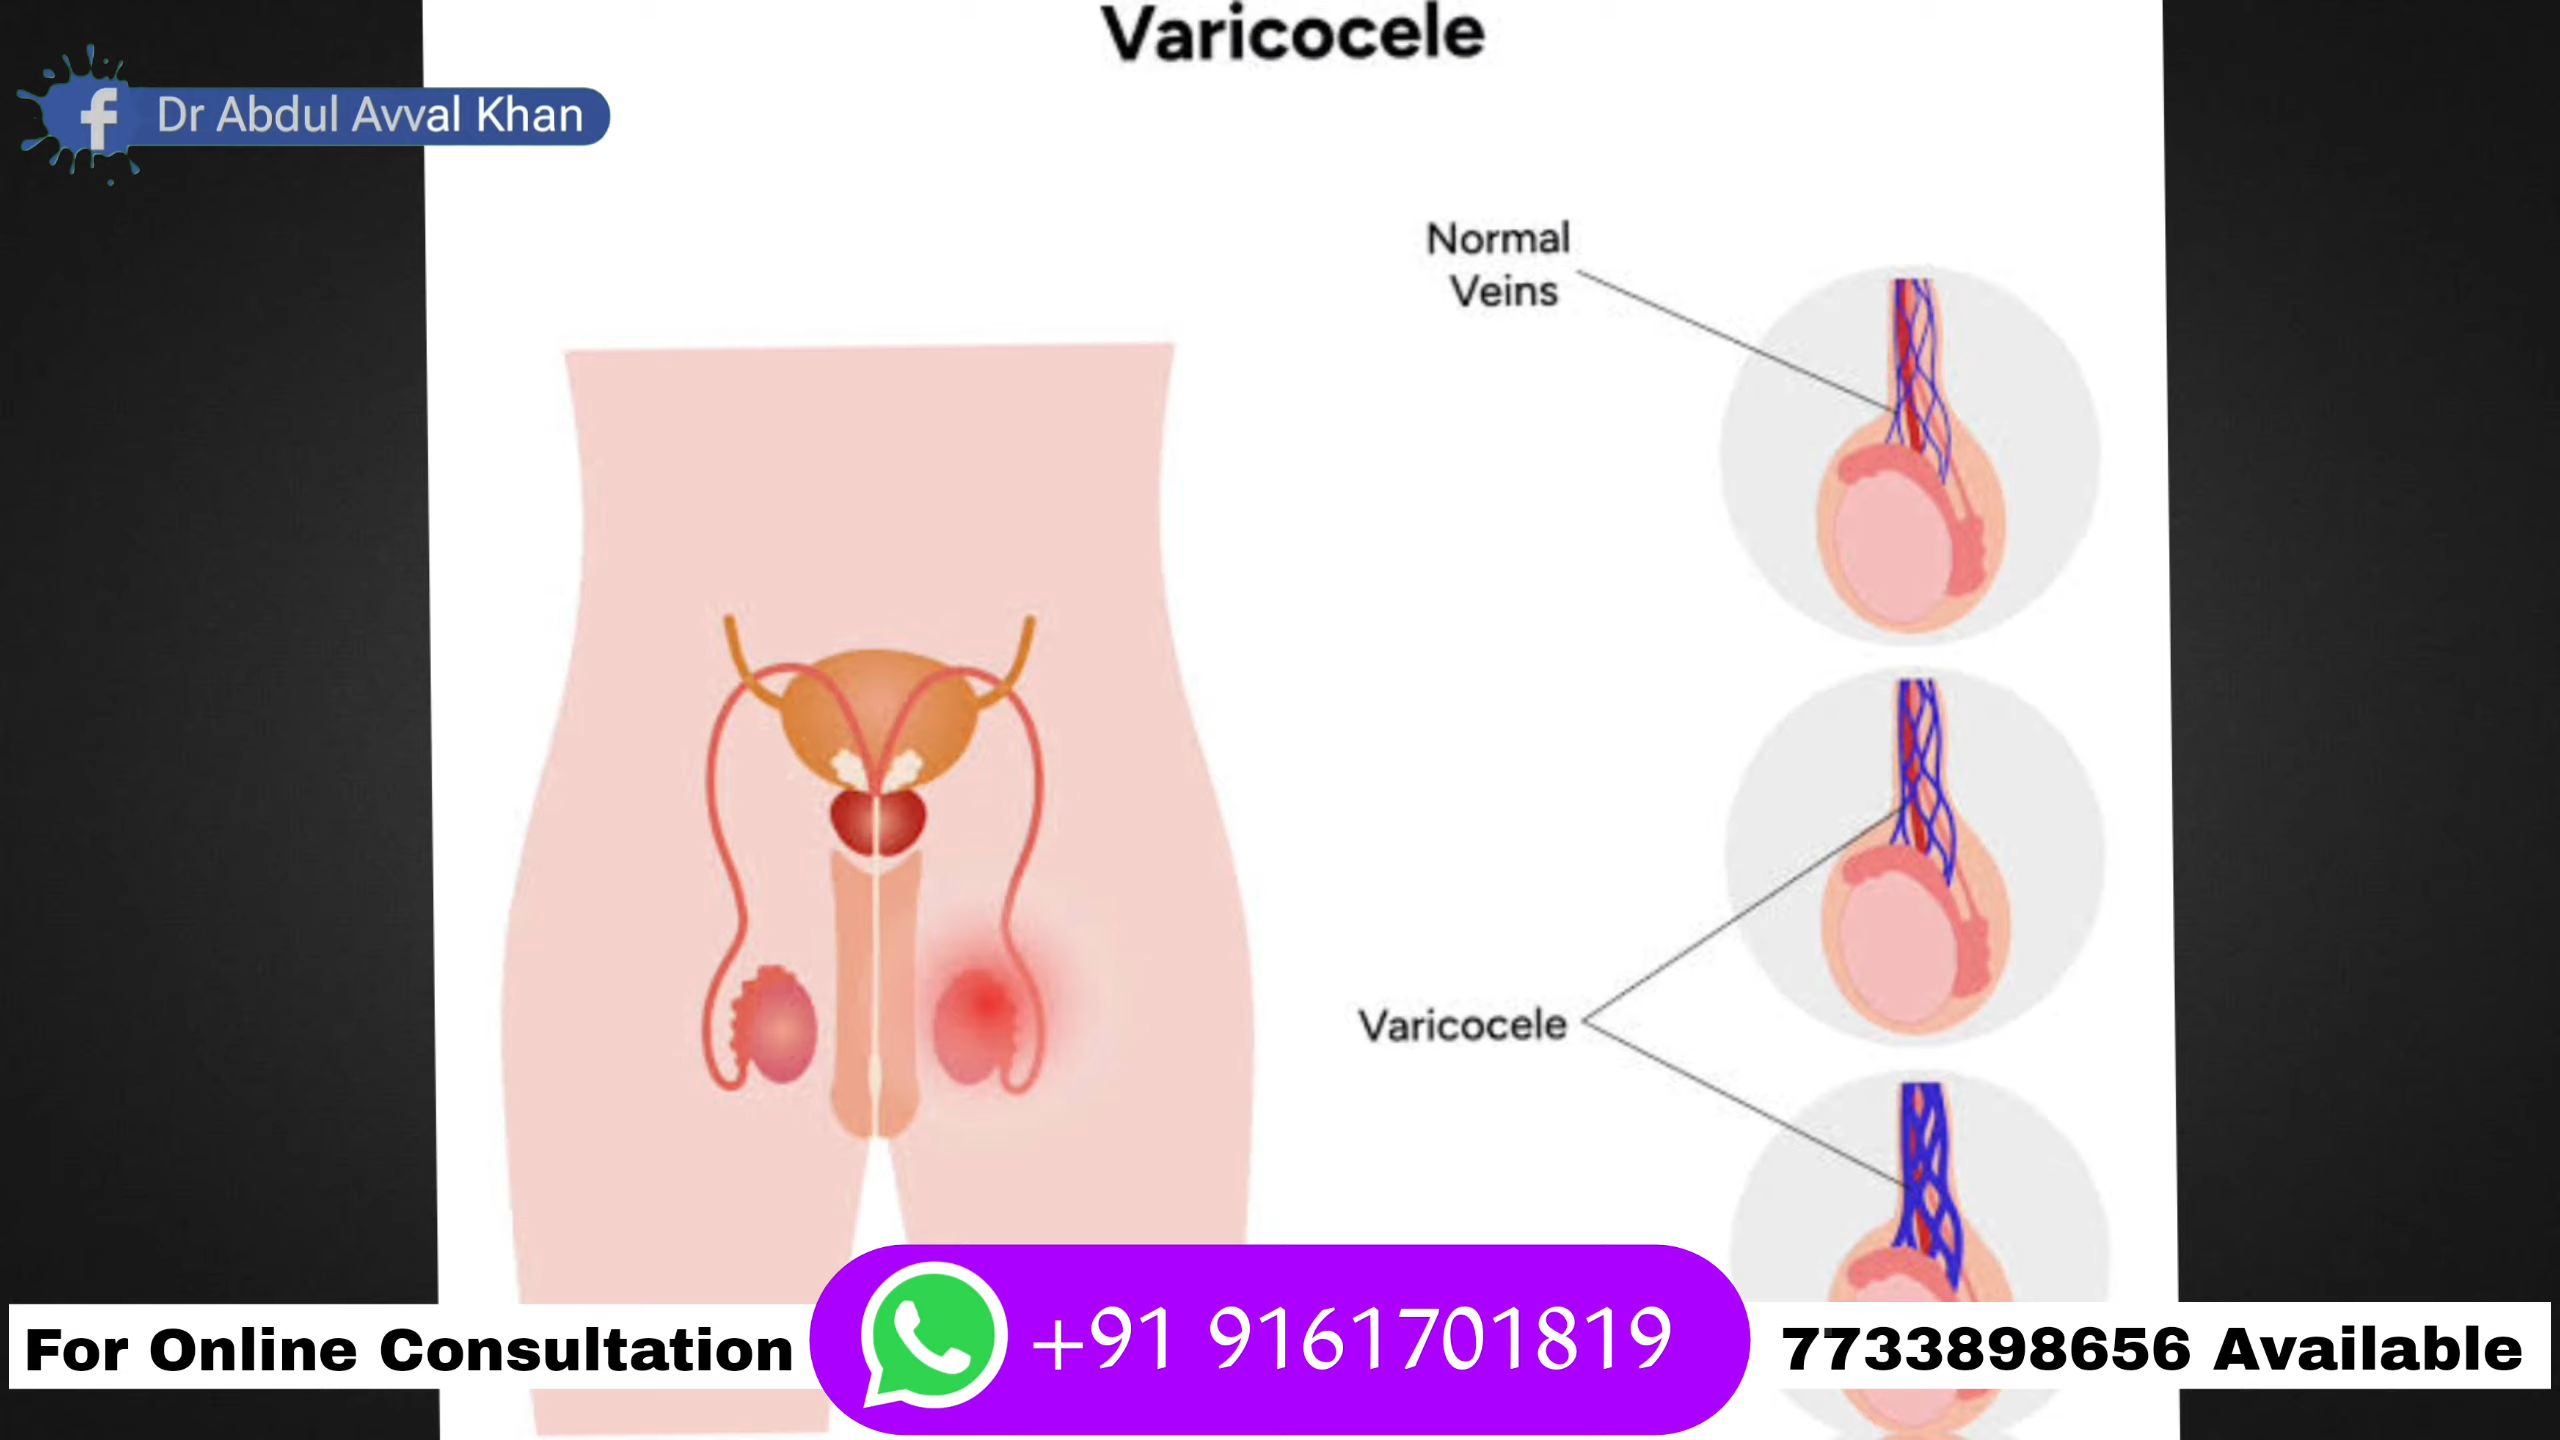 Varicocele
Dr Abdul Avval Khan
Normal
Veins
Varicocele
For Online Consultation
+91 9161701819
7733898656 Available